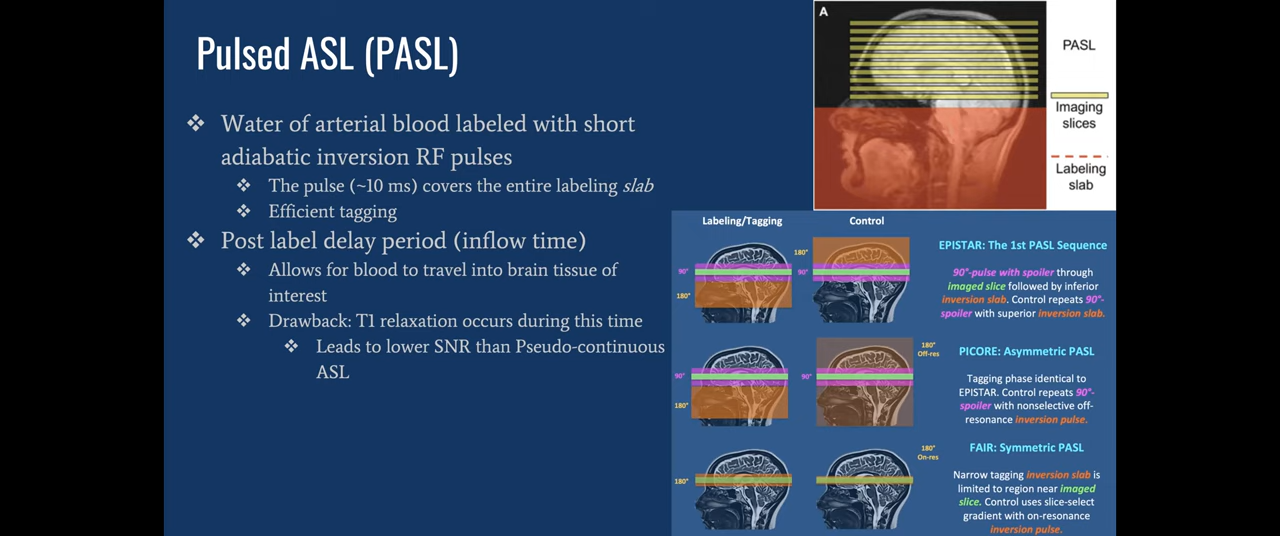 Pulsed ASL (PASL)
❖ Water of arterial blood labeled with short
adiabatic inversion RF pulses
❖ The pulse (~10 ms) covers the entire labeling slab
❖ Efficient tagging
❖ Post label delay period (inflow time)
❖ Allows for blood to travel into brain tissue of
interest
❖ Drawback: T1 relaxation occurs during this time
❖ Leads to lower SNR than Pseudo-continuous
ASL
A
PASL
Imaging
slices
Labeling
slab
Labeling/Tagging
Control
90°
180°
180°
90°
EPISTAR: The 1st PASL Sequence
90°-pulse with spoiler through
imaged slice followed by inferior
inversion slab. Control repeats 90°-
spoiler with superior inversion slab.
90°
180°
90°
180°
Off-res
PICORE: Asymmetric PASL
Tagging phase identical to
EPISTAR. Control repeats 90°-
spoiler with nonselective off-
resonance inversion pulse.
180°
180°
On-res
FAIR: Symmetric PASL
Narrow tagging inversion slab is
limited to region near imaged
slice. Control uses slice-select
gradient with on-resonance
inversion pulse.